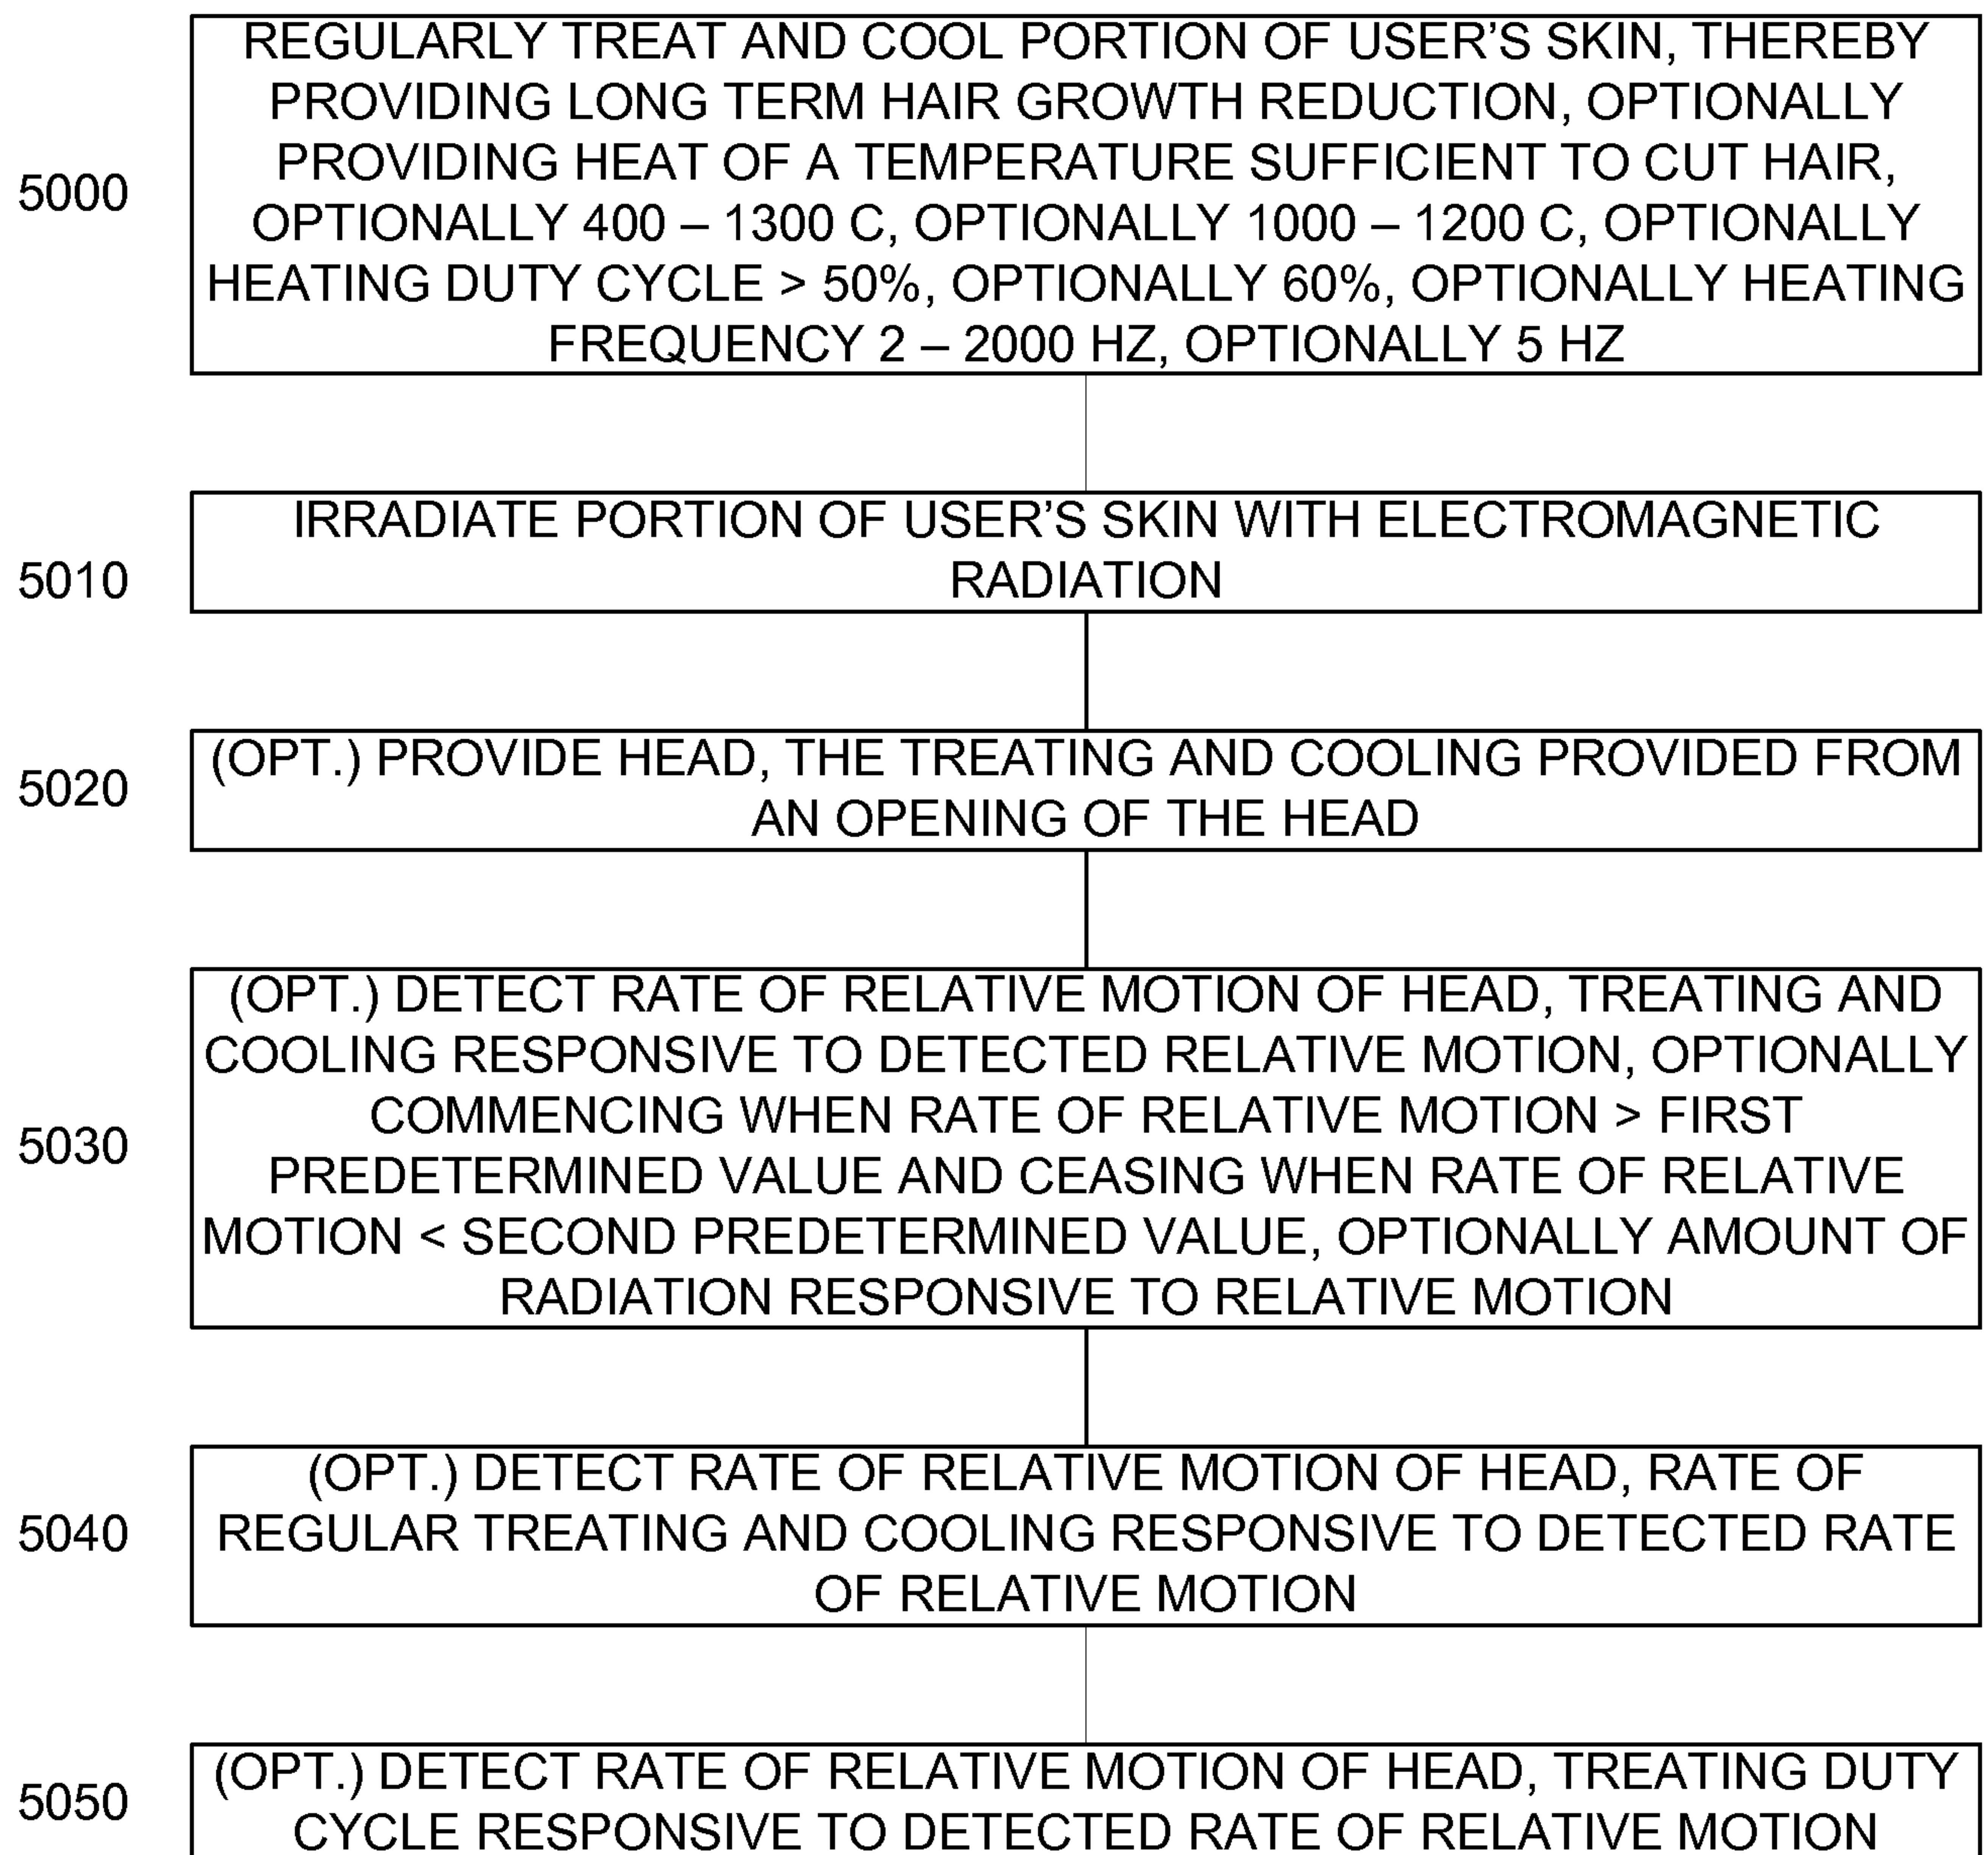 REGULARLY TREAT AND COOL PORTION OF USER'S SKIN, THEREBY
PROVIDING LONG TERM HAIR GROWTH REDUCTION, OPTIONALLY
PROVIDING HEAT OF A TEMPERATURE SUFFICIENT TO CUT HAIR,
5000
OPTIONALLY 400 – 1300 C, OPTIONALLY 1000 – 1200 C, OPTIONALLY
HEATING DUTY CYCLE > 50%, OPTIONALLY 60%, OPTIONALLY HEATING
FREQUENCY 2 – 2000 HZ, OPTIONALLY 5 HZ
IRRADIATE PORTION OF USER'S SKIN WITH ELECTROMAGNETIC
5010
RADIATION
(OPT.) PROVIDE HEAD, THE TREATING AND COOLING PROVIDED FROM
5020
AN OPENING OF THE HEAD
(OPT.) DETECT RATE OF RELATIVE MOTION OF HEAD, TREATING AND
COOLING RESPONSIVE TO DETECTED RELATIVE MOTION, OPTIONALLY
COMMENCING WHEN RATE OF RELATIVE MOTION > FIRST
5030
PREDETERMINED VALUE AND CEASING WHEN RATE OF RELATIVE
MOTION < SECOND PREDETERMINED VALUE, OPTIONALLY AMOUNT OF
RADIATION RESPONSIVE TO RELATIVE MOTION
(OPT.) DETECT RATE OF RELATIVE MOTION OF HEAD, RATE OF
5040
REGULAR TREATING AND COOLING RESPONSIVE TO DETECTED RATE
OF RELATIVE MOTION
(OPT.) DETECT RATE OF RELATIVE MOTION OF HEAD, TREATING DUTY
5050
CYCLE RESPONSIVE TO DETECTED RATE OF RELATIVE MOTION